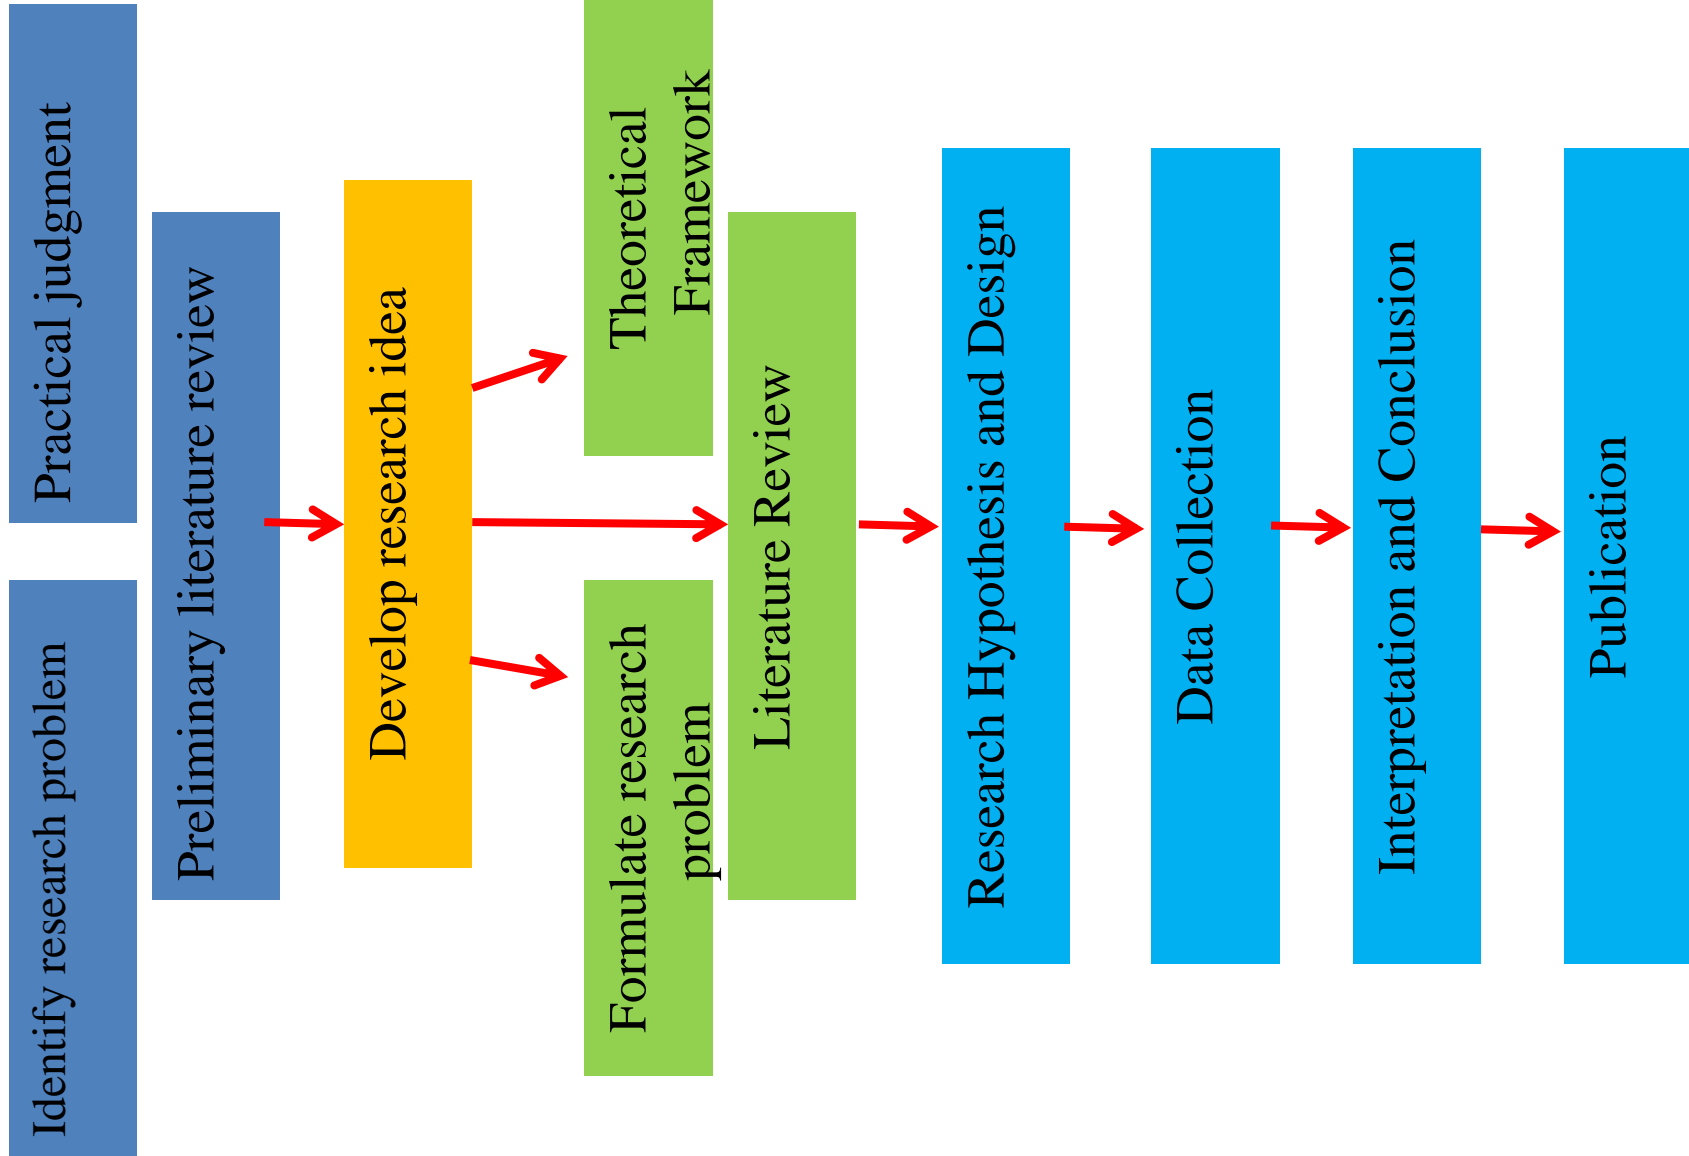 Identify research problem
Practical judgment
Preliminary literature review
Develop research idea
Formulate research
problem
Theoretical
Framework
Literature Review
Research Hypothesis and Design
Data Collection
Interpretation and Conclusion
Publication